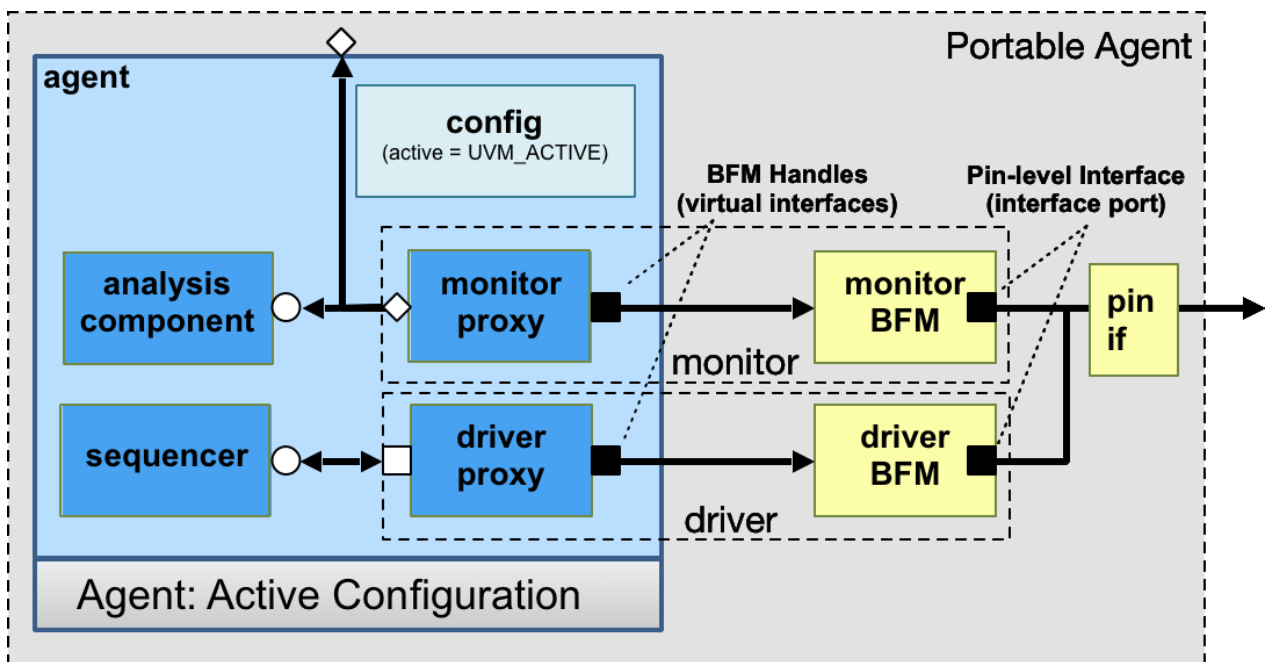 Portable Agent
agent
config
(active = UVM_ACTIVE)
BFM Handles
(virtual interfaces)
Pin-level Interface
(interface port)
analysis
component
monitor
proxy
monitor
BFM
pin
if
monitor
sequencer
driver
proxy
driver
BFM
driver
Agent: Active Configuration